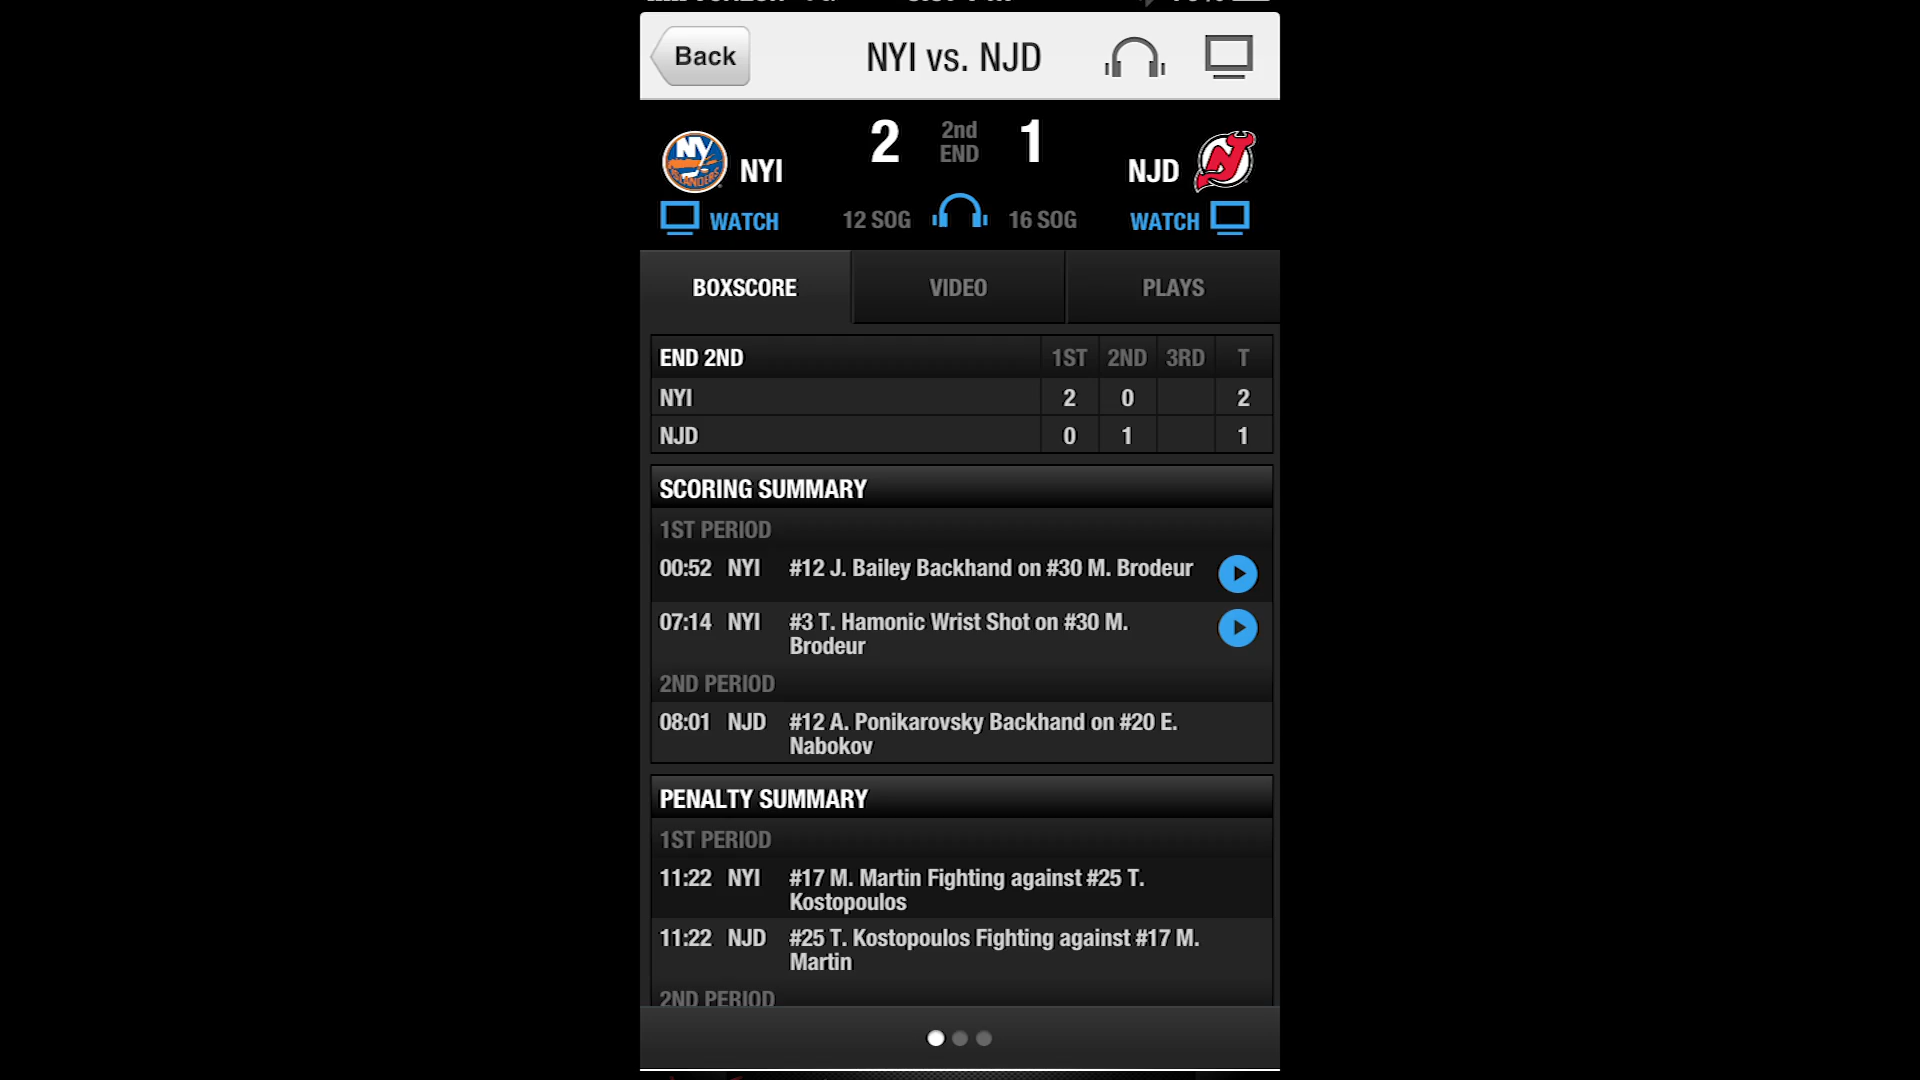 Back
NYI vs. NJD
2
2nd
END
1
NY
ISLANDERS
NYI
NJD
WATCH
12 SOG
16 SOG
WATCH
BOXSCORE
VIDEO
PLAYS
END 2ND 1ST 2ND 3RD T
NYI 2 0 2
NJD 0 1 1
SCORING SUMMARY
1ST PERIOD
00:52 NYI #12 J. Bailey Backhand on #30 M. Brodeur
07:14 NYI #3 T. Hamonic Wrist Shot on #30 M.
Brodeur
2ND PERIOD
08:01 NJD #12 A. Ponikarovsky Backhand on #20 E.
Nabokov
PENALTY SUMMARY
1ST PERIOD
11:22 NYI #17 M. Martin Fighting against #25 T.
Kostopoulos
11:22 NJD #25 T. Kostopoulos Fighting against #17 M.
Martin
2ND PERIOD